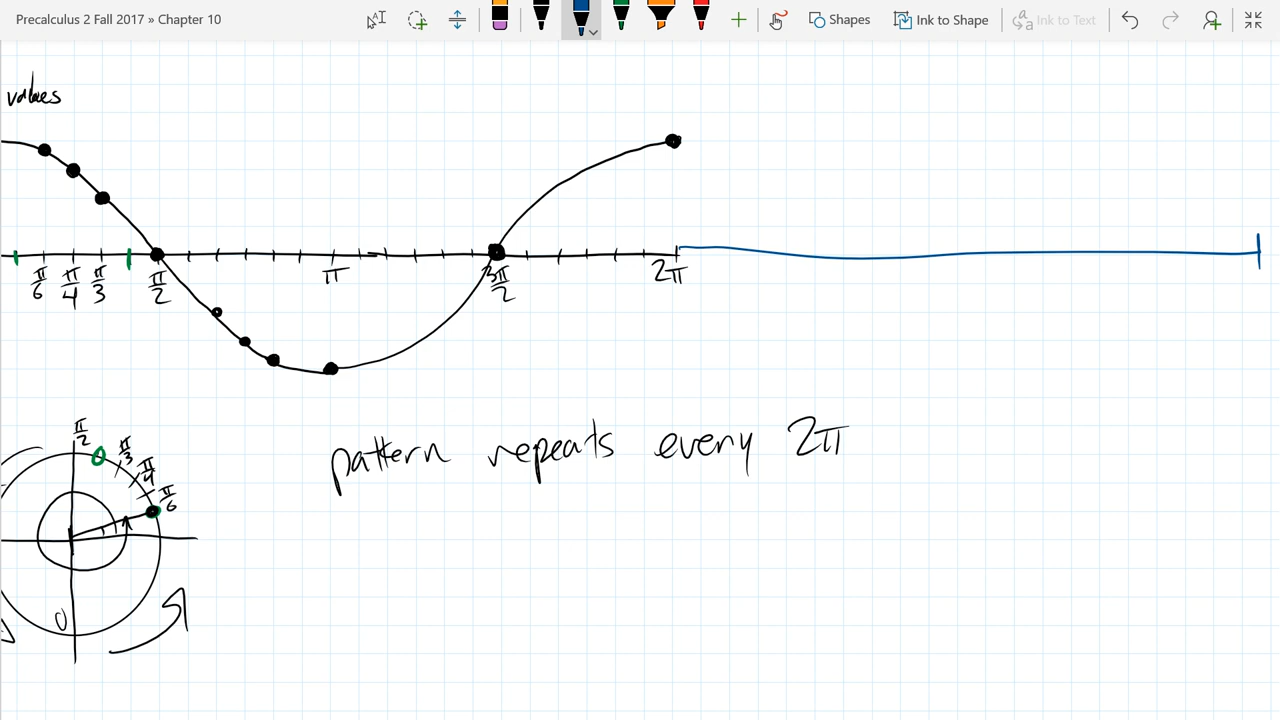 Precalculus 2 Fall 2017 » Chapter 10
Shapes
Ink to Shape
Ink to Text
values
π/6 π/4 π/3 π/2 π 3π/2 2π
pattern repeats every 2π
π/2
π/3
π/4
π/6
0